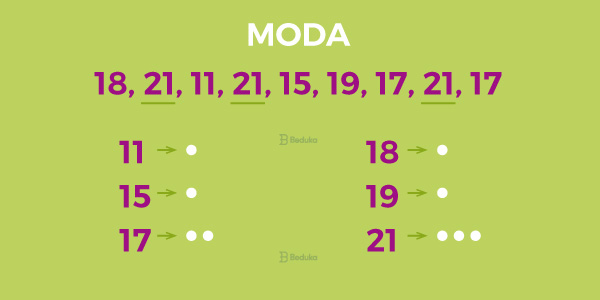 MODA
18, 21, 11, 21, 15, 19, 17, 21, 17
Beduka
11 → •
18 → •
15 → •
19 → •
17 → ••
21 → •••
Beduka